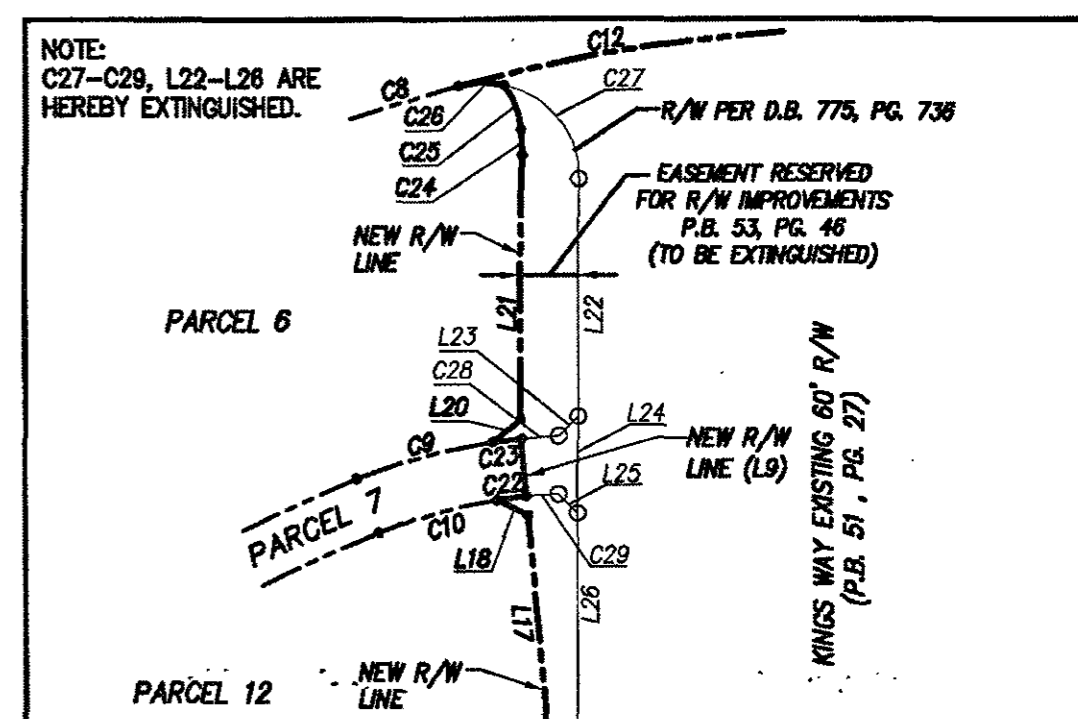 NOTE:
C27-C29, L22-L26 ARE
HEREBY EXTINGUISHED.
C12
C8
C27
C26
R/W PER D.B. 775, PG. 736
C25
C24
EASEMENT RESERVED
FOR R/W IMPROVEMENTS
P.B. 53, PG. 46
(TO BE EXTINGUISHED)
NEW R/W
LINE
L21
L22
PARCEL 6
L23
C28
L20
L24
C9
C23
NEW R/W
LINE (L9)
KINGS WAY EXISTING 60' R/W
(P.B. 51 , PG. 27)
C22
L25
PARCEL 7
C10
L18
C29
L26
L17
NEW R/W
LINE
PARCEL 12